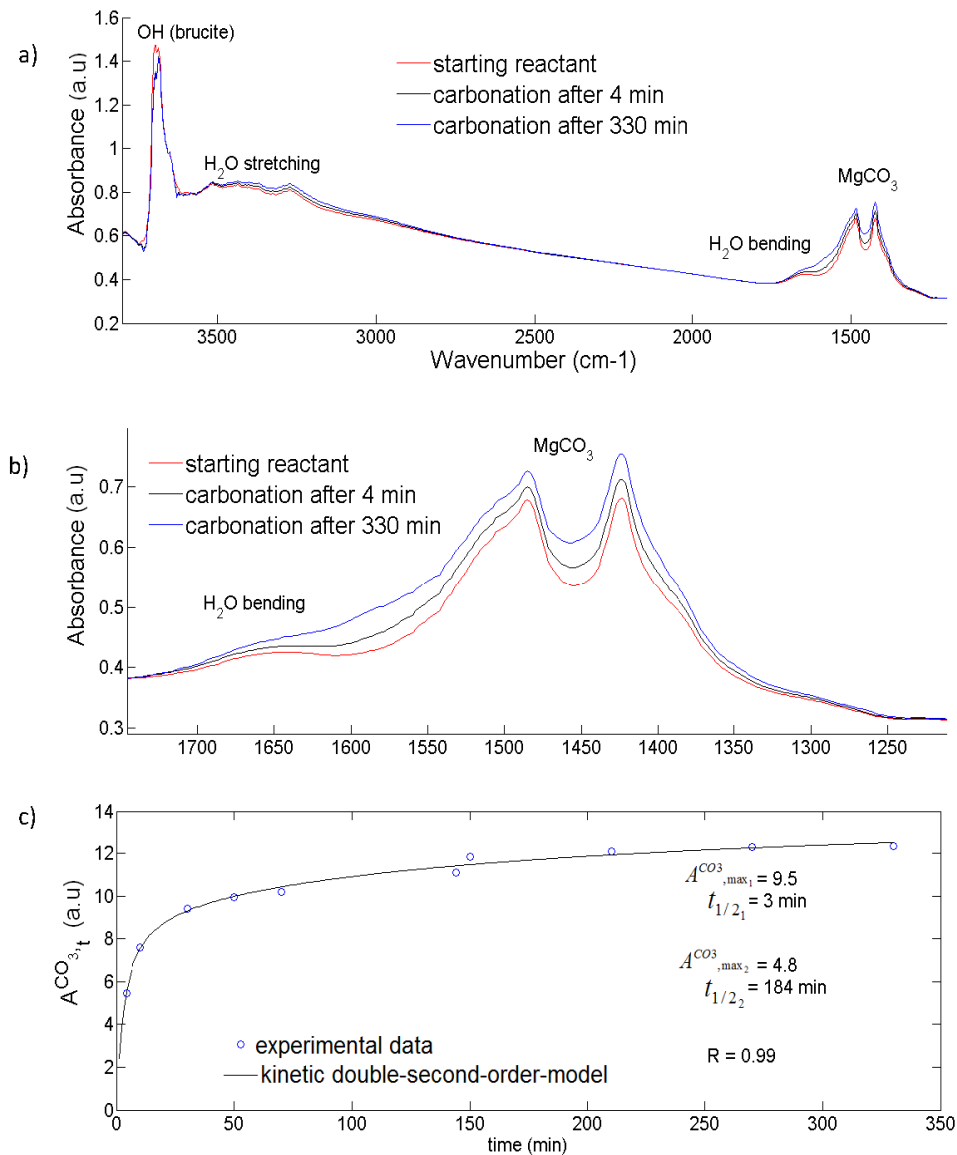 a)
1.6
1.4
1.2
1
0.8
0.6
0.4
0.2
Absorbance (a.u)
OH (brucite)
starting reactant
carbonation after 4 min
carbonation after 330 min
H2O stretching
MgCO3
H2O bending
3500 3000 2500 2000 1500
Wavenumber (cm-1)
b)
0.7
0.6
0.5
0.4
0.3
Absorbance (a.u)
MgCO3
starting reactant
carbonation after 4 min
carbonation after 330 min
H2O bending
1700 1650 1600 1550 1500 1450 1400 1350 1300 1250
c)
14
12
10
8
6
4
2
0
A^CO3,t (a.u)
A^CO3,max1 = 9.5
t1/21 = 3 min
A^CO3,max2 = 4.8
t1/22 = 184 min
experimental data
kinetic double-second-order-model
R = 0.99
0 50 100 150 200 250 300 350
time (min)